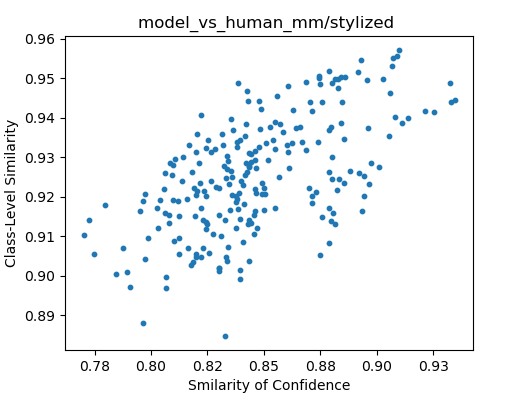 model_vs_human_mm/stylized
0.96
0.95
0.94
0.93
0.92
0.91
0.90
0.89
Class-Level Similarity
0.78 0.80 0.82 0.85 0.88 0.90 0.93
Smilarity of Confidence